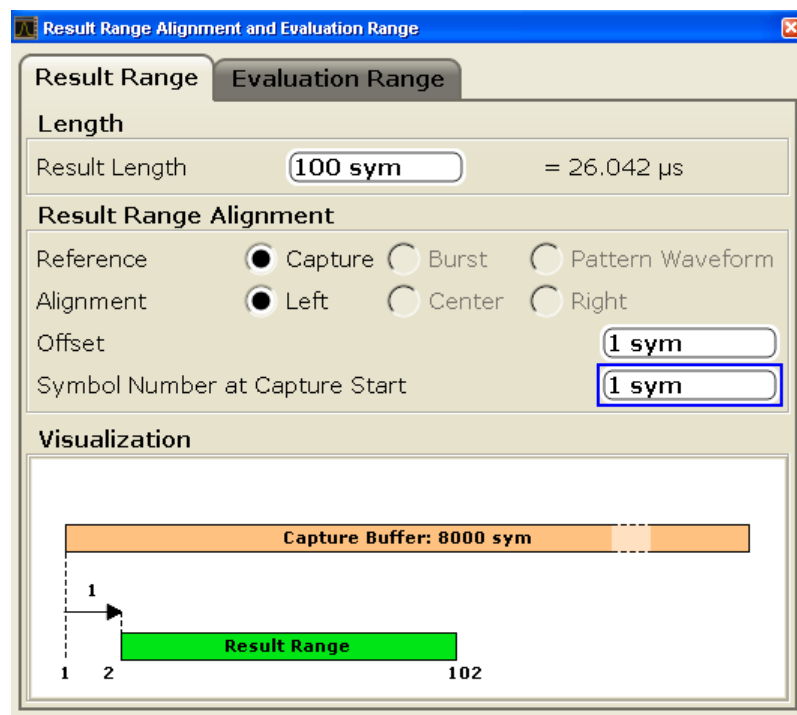 Result Range Alignment and Evaluation Range
Result Range Evaluation Range
Length
Result Length 100 sym = 26.042 µs
Result Range Alignment
Reference Capture Burst Pattern Waveform
Alignment Left Center Right
Offset 1 sym
Symbol Number at Capture Start 1 sym
Visualization
Capture Buffer: 8000 sym
1
Result Range
1 2 102